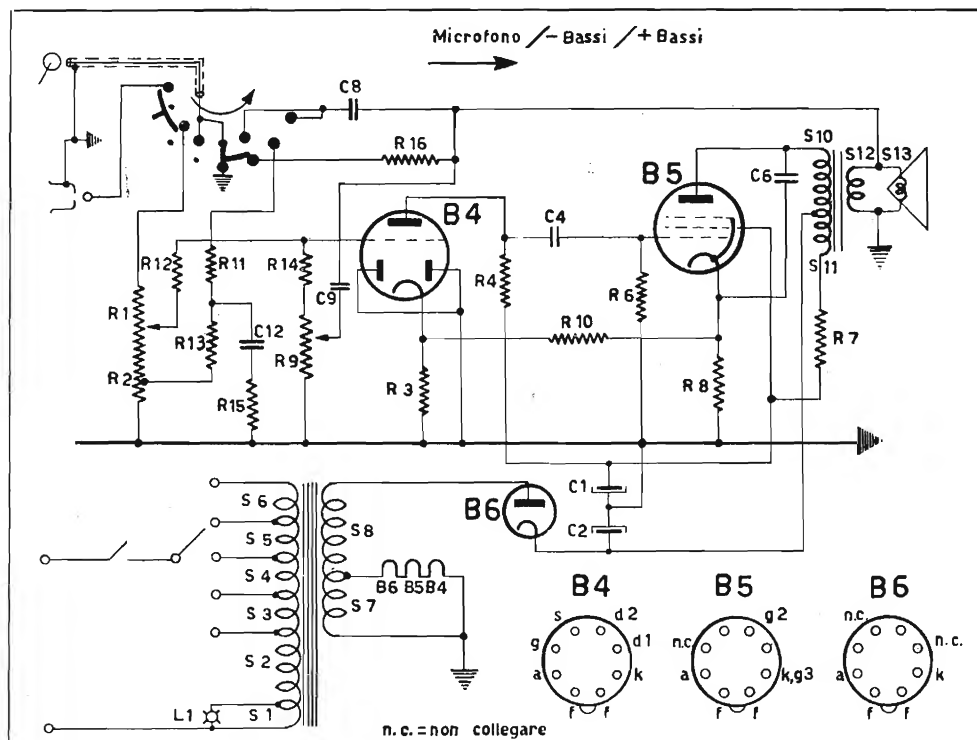 Microfono / – Bassi / + Bassi
C8
R16
S10
S12 S13
B5
C6
B4
C4
R12
R11
R14
C9
R4
R6
S11
R1
R10
R7
R13
C12
R9
R2
R3
R8
R15
C1
B6
C2
S6
S5
S8
S4
B6 B5 B4
S7
S3
S2
L1
S1
B4
s
d2
g
d1
a
k
f f
B5
g2
n.c
a
k,g3
f f
B6
n.c.
n.c.
a
k
f f
n.c. = non collegare